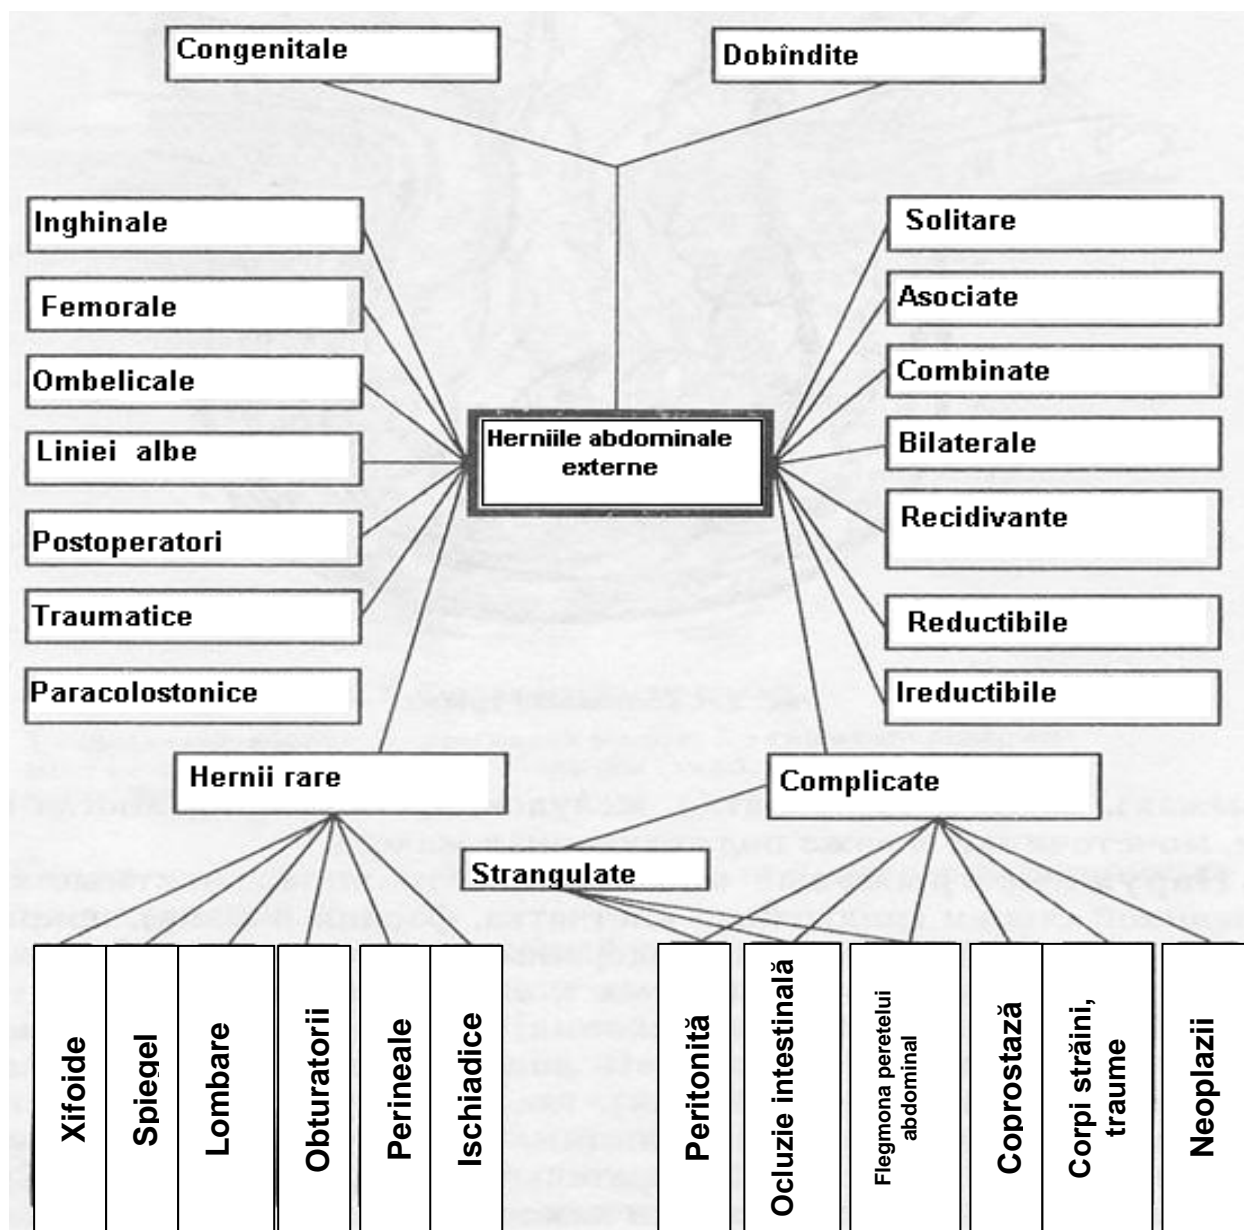 Congenitale
Dobîndite
Inghinale
Femorale
Ombelicale
Liniei albe
Postoperatori
Traumatice
Paracolostonice
Solitare
Asociate
Combinate
Bilaterale
Recidivante
Reductibile
Ireductibile
Herniile abdominale
externe
Hernii rare
Complicate
Strangulate
Xifoide
Spiegel
Lombare
Obturatorii
Perineale
Ischiadice
Peritonită
Ocluzie intestinală
Flegmona peretelui
abdominal
Coprostază
Corpi străini,
traume
Neoplazii